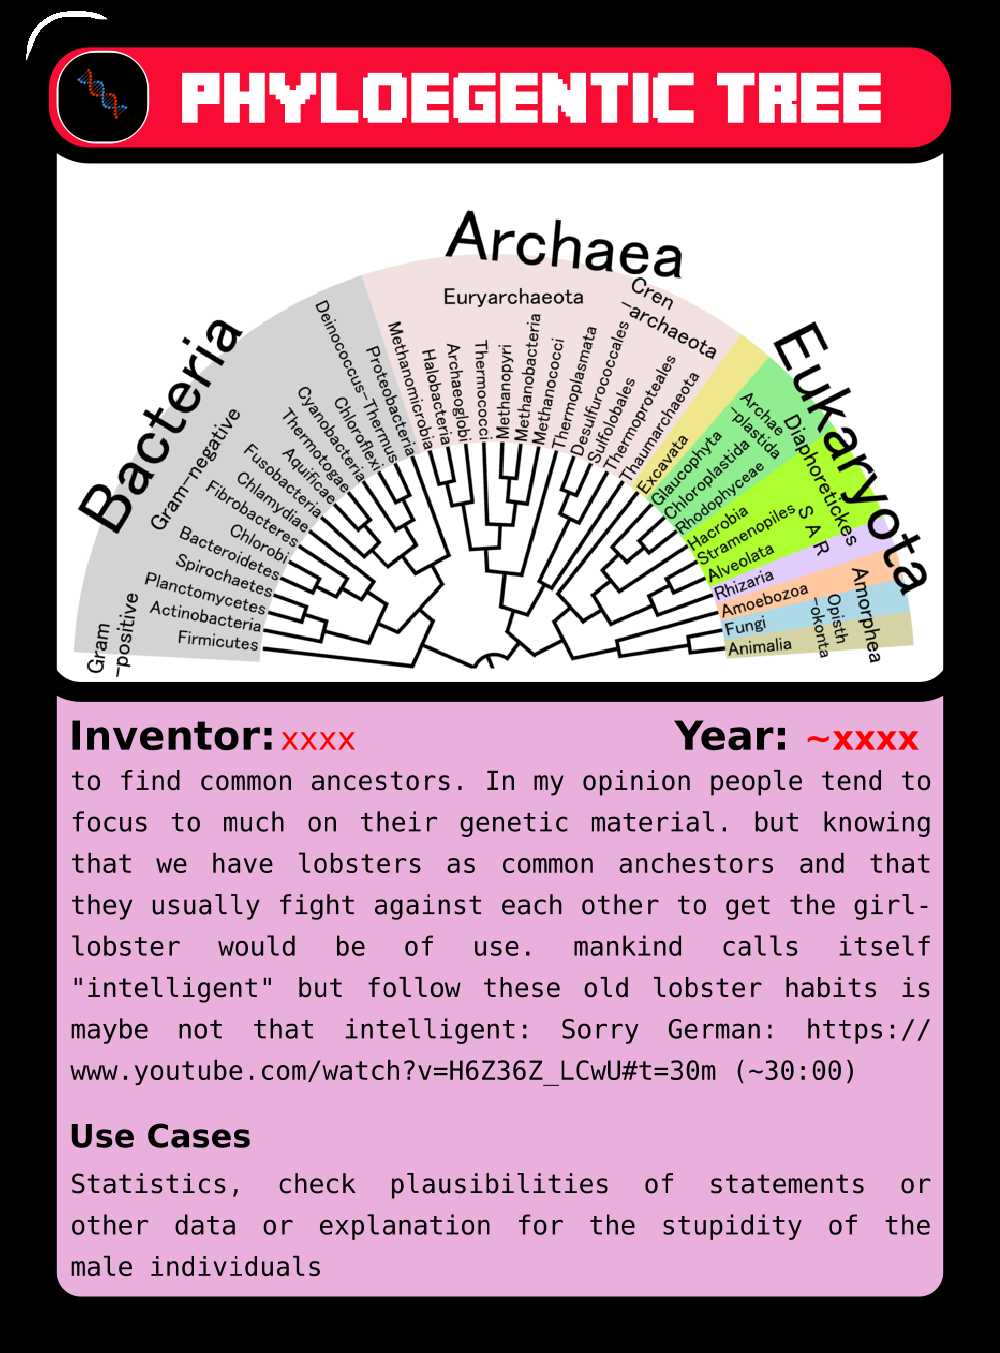 PHYLOEGENTIC TREE
Archaea
Bacteria
Eukaryota
Euryarchaeota
Cren
-archaeota
Gram-negative
Gram
-positive
Deinococcus-Thermus
Proteobacteria
Cyanobacteria
Chloroflexi
Thermotogae
Aquificae
Fusobacteria
Chlamydiae
Fibrobacteres
Chlorobi
Bacteroidetes
Spirochaetes
Planctomycetes
Actinobacteria
Firmicutes
Methanomicrobia
Halobacteria
Archaeoglobi
Thermococci
Methanopyri
Methanobacteria
Methanococci
Thermoplasmata
Desulfurococcales
Sulfolobales
Thermoproteales
Thaumarchaeota
Excavata
Archae
-plastida
Glaucophyta
Chloroplastida
Rhodophyceae
Diaphoretickes
Hacrobia
Stramenopiles
S A R
Alveolata
Rhizaria
Amoebozoa
Amorphea
Opisth
-okonta
Fungi
Animalia
Inventor: xxxx Year: ~xxxx
to find common ancestors. In my opinion people tend to
focus to much on their genetic material. but knowing
that we have lobsters as common anchestors and that
they usually fight against each other to get the girl-
lobster would be of use. mankind calls itself
"intelligent" but follow these old lobster habits is
maybe not that intelligent: Sorry German: https://
www.youtube.com/watch?v=H6Z36Z_LCwU#t=30m (~30:00)
Use Cases
Statistics, check plausibilities of statements or
other data or explanation for the stupidity of the
male individuals